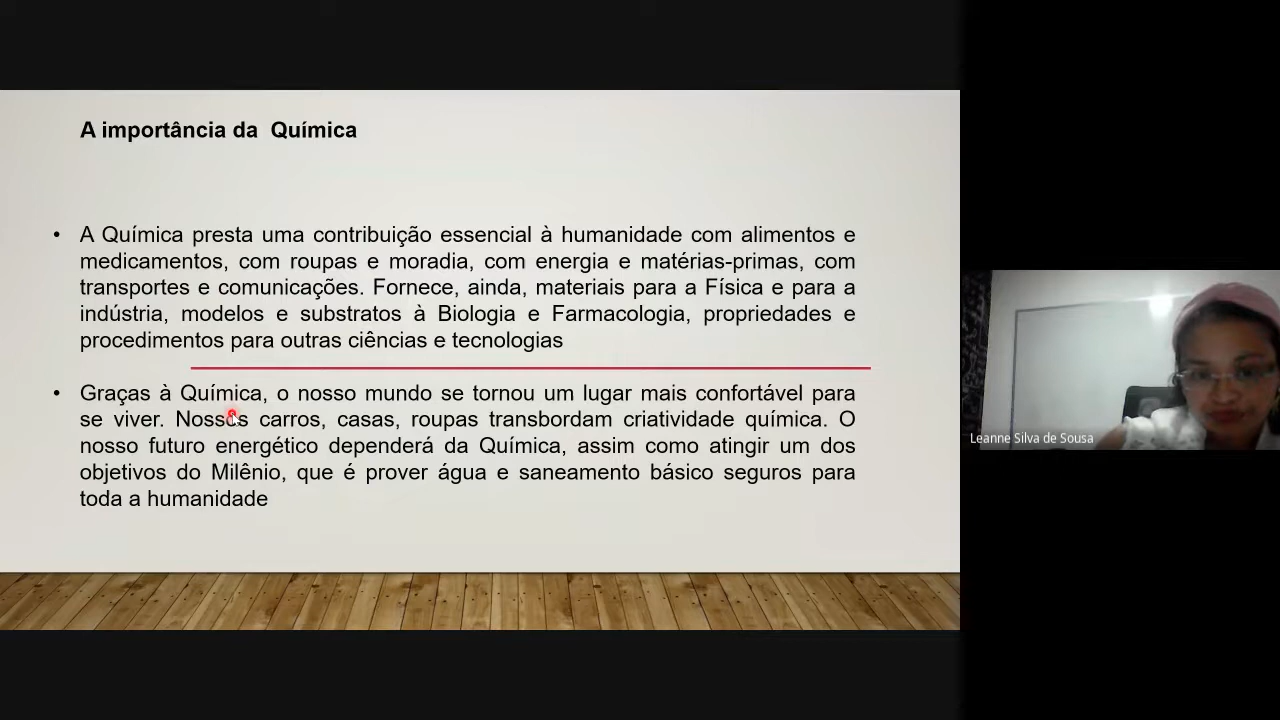 A importância da Química
• A Química presta uma contribuição essencial à humanidade com alimentos e
medicamentos, com roupas e moradia, com energia e matérias-primas, com
transportes e comunicações. Fornece, ainda, materiais para a Física e para a
indústria, modelos e substratos à Biologia e Farmacologia, propriedades e
procedimentos para outras ciências e tecnologias
• Graças à Química, o nosso mundo se tornou um lugar mais confortável para
se viver. Nossos carros, casas, roupas transbordam criatividade química. O
nosso futuro energético dependerá da Química, assim como atingir um dos
objetivos do Milênio, que é prover água e saneamento básico seguros para
toda a humanidade
Leanne Silva de Sousa